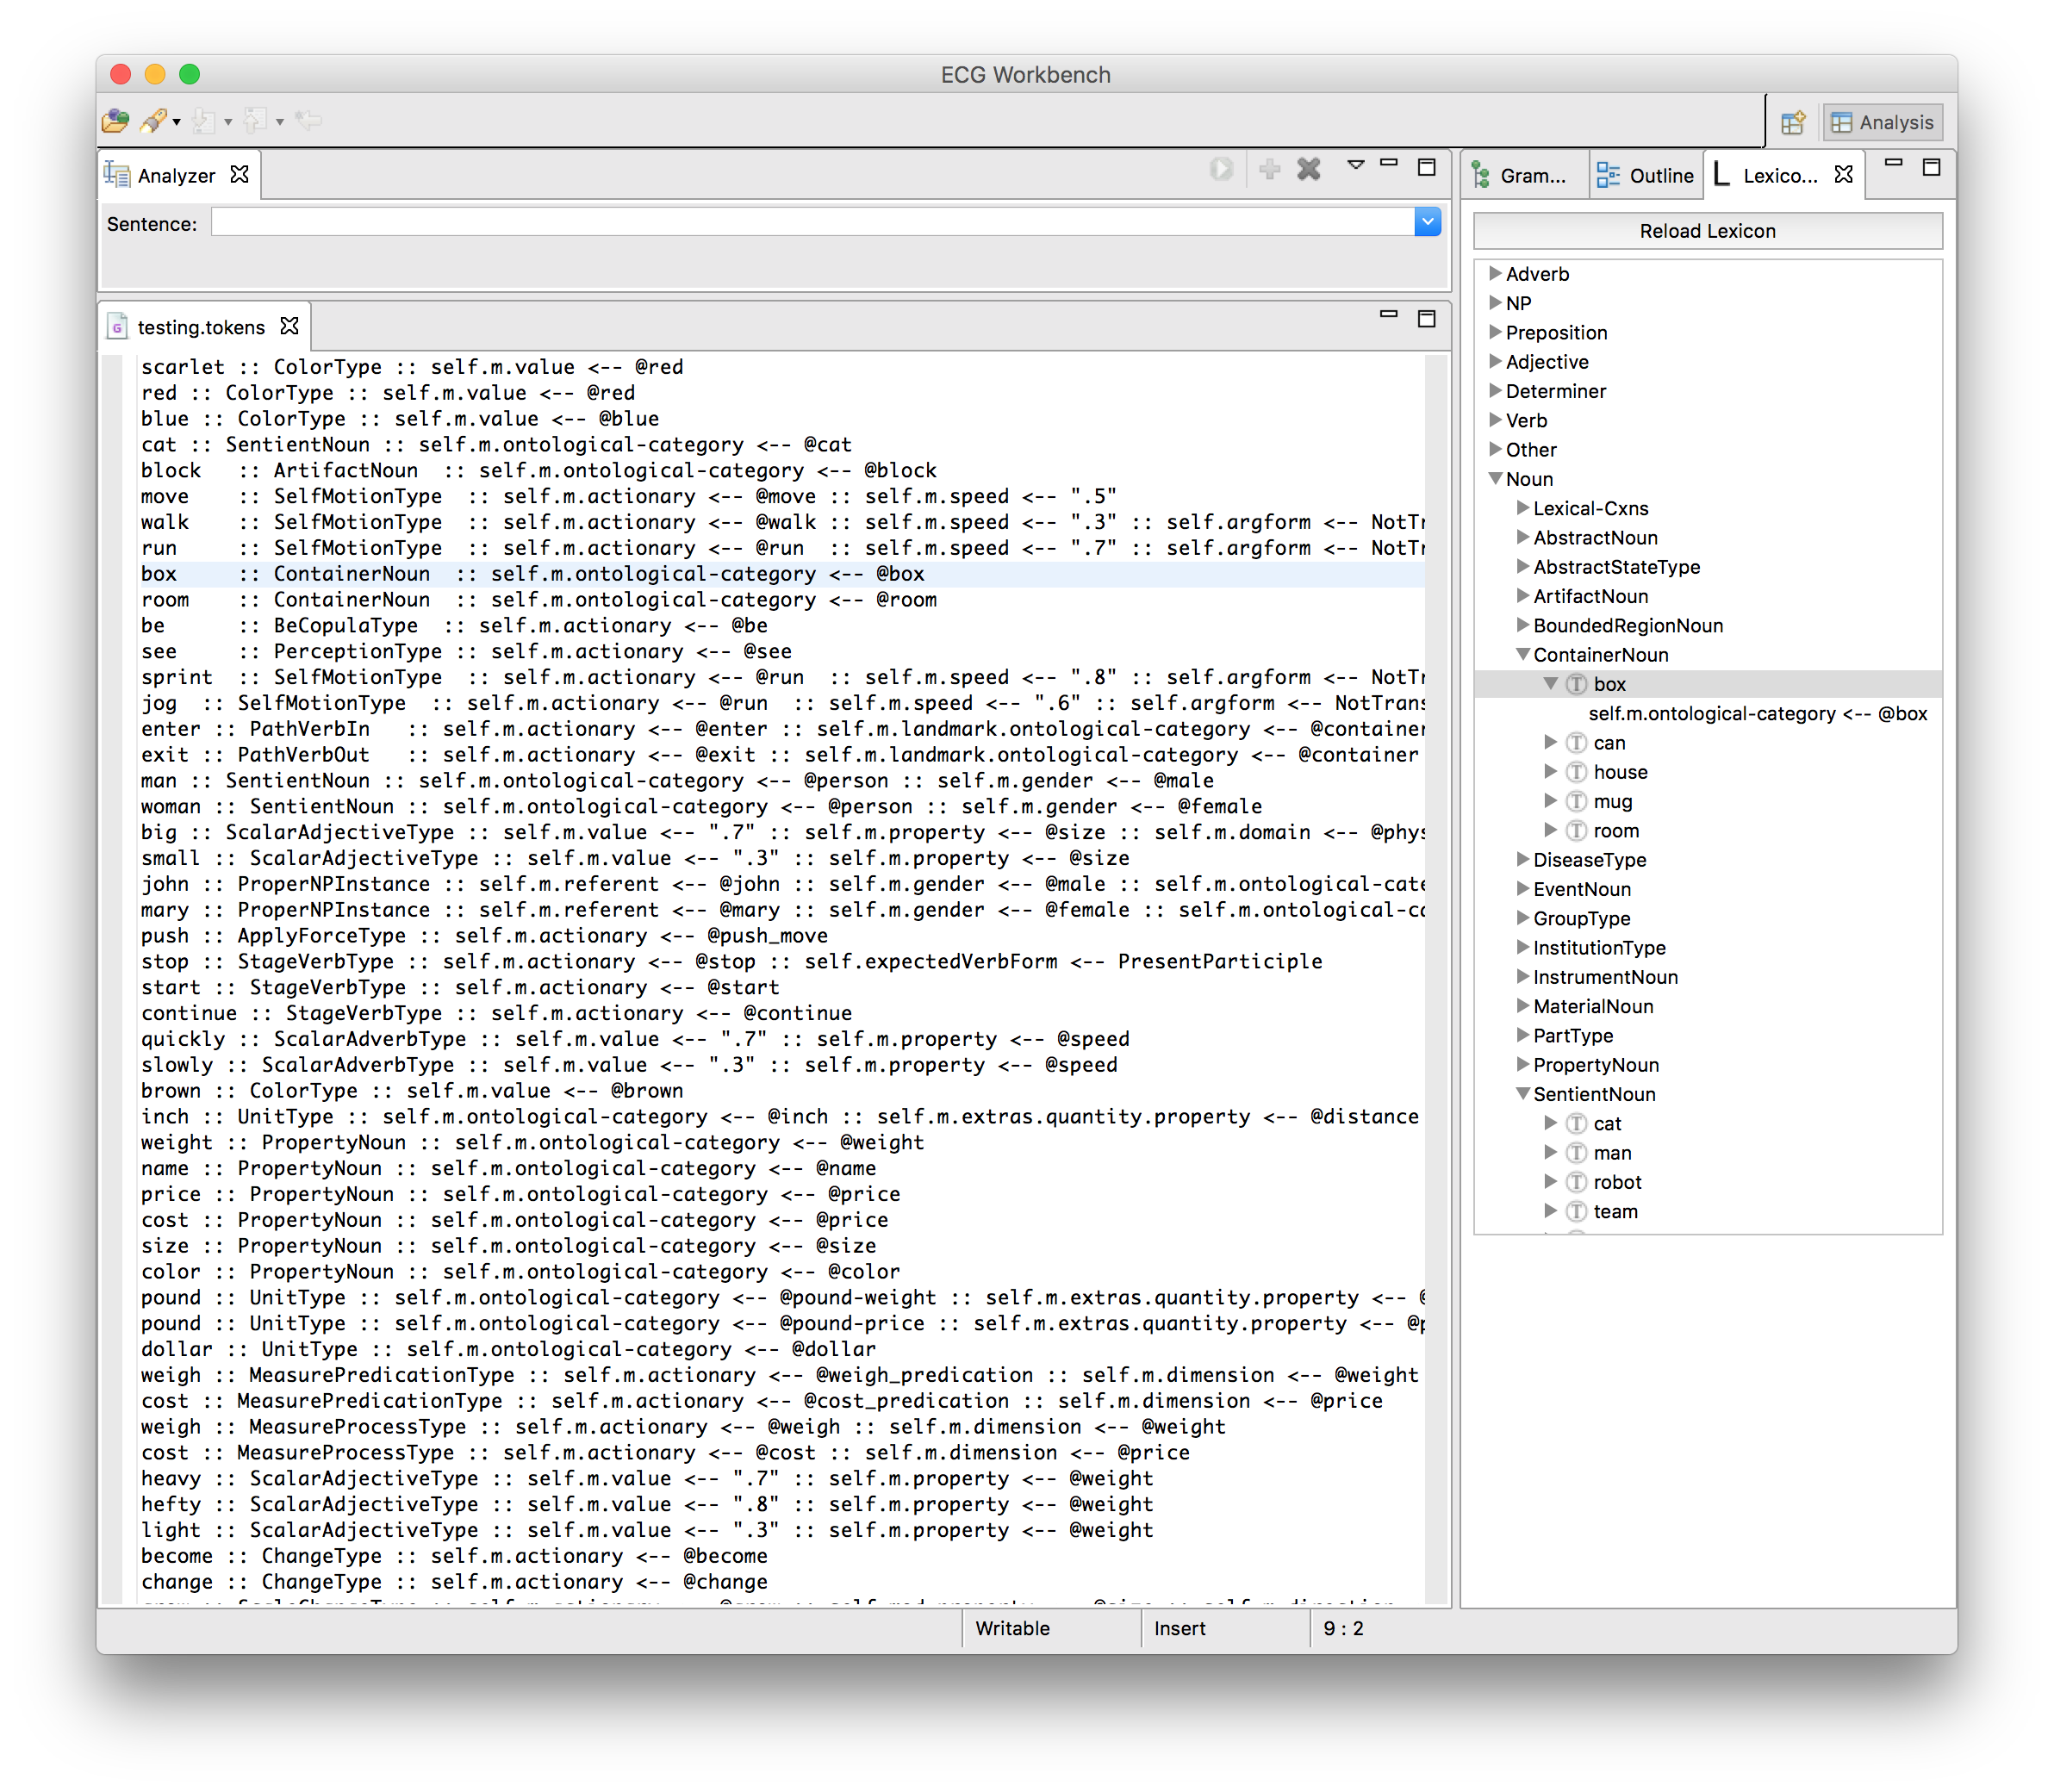 ECG Workbench
Analysis
Analyzer
Gram...
Outline
Lexico...
Sentence:
Reload Lexicon
testing.tokens
scarlet :: ColorType :: self.m.value <-- @red
red :: ColorType :: self.m.value <-- @red
blue :: ColorType :: self.m.value <-- @blue
cat :: SentientNoun :: self.m.ontological-category <-- @cat
block   :: ArtifactNoun  :: self.m.ontological-category <-- @block
move    :: SelfMotionType  :: self.m.actionary <-- @move :: self.m.speed <-- ".5"
walk    :: SelfMotionType  :: self.m.actionary <-- @walk :: self.m.speed <-- ".3" :: self.argform <-- NotTr
run     :: SelfMotionType  :: self.m.actionary <-- @run  :: self.m.speed <-- ".7" :: self.argform <-- NotTr
box     :: ContainerNoun  :: self.m.ontological-category <-- @box
room    :: ContainerNoun  :: self.m.ontological-category <-- @room
be      :: BeCopulaType  :: self.m.actionary <-- @be
see     :: PerceptionType :: self.m.actionary <-- @see
sprint  :: SelfMotionType  :: self.m.actionary <-- @run  :: self.m.speed <-- ".8" :: self.argform <-- NotTr
jog  :: SelfMotionType  :: self.m.actionary <-- @run  :: self.m.speed <-- ".6" :: self.argform <-- NotTrans
enter :: PathVerbIn   :: self.m.actionary <-- @enter :: self.m.landmark.ontological-category <-- @container
exit :: PathVerbOut   :: self.m.actionary <-- @exit :: self.m.landmark.ontological-category <-- @container
man :: SentientNoun :: self.m.ontological-category <-- @person :: self.m.gender <-- @male
woman :: SentientNoun :: self.m.ontological-category <-- @person :: self.m.gender <-- @female
big :: ScalarAdjectiveType :: self.m.value <-- ".7" :: self.m.property <-- @size :: self.m.domain <-- @phys
small :: ScalarAdjectiveType :: self.m.value <-- ".3" :: self.m.property <-- @size
john :: ProperNPInstance :: self.m.referent <-- @john :: self.m.gender <-- @male :: self.m.ontological-cate
mary :: ProperNPInstance :: self.m.referent <-- @mary :: self.m.gender <-- @female :: self.m.ontological-ca
push :: ApplyForceType :: self.m.actionary <-- @push_move
stop :: StageVerbType :: self.m.actionary <-- @stop :: self.expectedVerbForm <-- PresentParticiple
start :: StageVerbType :: self.m.actionary <-- @start
continue :: StageVerbType :: self.m.actionary <-- @continue
quickly :: ScalarAdverbType :: self.m.value <-- ".7" :: self.m.property <-- @speed
slowly :: ScalarAdverbType :: self.m.value <-- ".3" :: self.m.property <-- @speed
brown :: ColorType :: self.m.value <-- @brown
inch :: UnitType :: self.m.ontological-category <-- @inch :: self.m.extras.quantity.property <-- @distance
weight :: PropertyNoun :: self.m.ontological-category <-- @weight
name :: PropertyNoun :: self.m.ontological-category <-- @name
price :: PropertyNoun :: self.m.ontological-category <-- @price
cost :: PropertyNoun :: self.m.ontological-category <-- @price
size :: PropertyNoun :: self.m.ontological-category <-- @size
color :: PropertyNoun :: self.m.ontological-category <-- @color
pound :: UnitType :: self.m.ontological-category <-- @pound-weight :: self.m.extras.quantity.property <--
pound :: UnitType :: self.m.ontological-category <-- @pound-price :: self.m.extras.quantity.property <-- @p
dollar :: UnitType :: self.m.ontological-category <-- @dollar
weigh :: MeasurePredicationType :: self.m.actionary <-- @weigh_predication :: self.m.dimension <-- @weight
cost :: MeasurePredicationType :: self.m.actionary <-- @cost_predication :: self.m.dimension <-- @price
weigh :: MeasureProcessType :: self.m.actionary <-- @weigh :: self.m.dimension <-- @weight
cost :: MeasureProcessType :: self.m.actionary <-- @cost :: self.m.dimension <-- @price
heavy :: ScalarAdjectiveType :: self.m.value <-- ".7" :: self.m.property <-- @weight
hefty :: ScalarAdjectiveType :: self.m.value <-- ".8" :: self.m.property <-- @weight
light :: ScalarAdjectiveType :: self.m.value <-- ".3" :: self.m.property <-- @weight
become :: ChangeType :: self.m.actionary <-- @become
change :: ChangeType :: self.m.actionary <-- @change
Adverb
NP
Preposition
Adjective
Determiner
Verb
Other
Noun
Lexical-Cxns
AbstractNoun
AbstractStateType
ArtifactNoun
BoundedRegionNoun
ContainerNoun
T box
self.m.ontological-category <-- @box
T can
T house
T mug
T room
DiseaseType
EventNoun
GroupType
InstitutionType
InstrumentNoun
MaterialNoun
PartType
PropertyNoun
SentientNoun
T cat
T man
T robot
T team
Writable
Insert
9 : 2